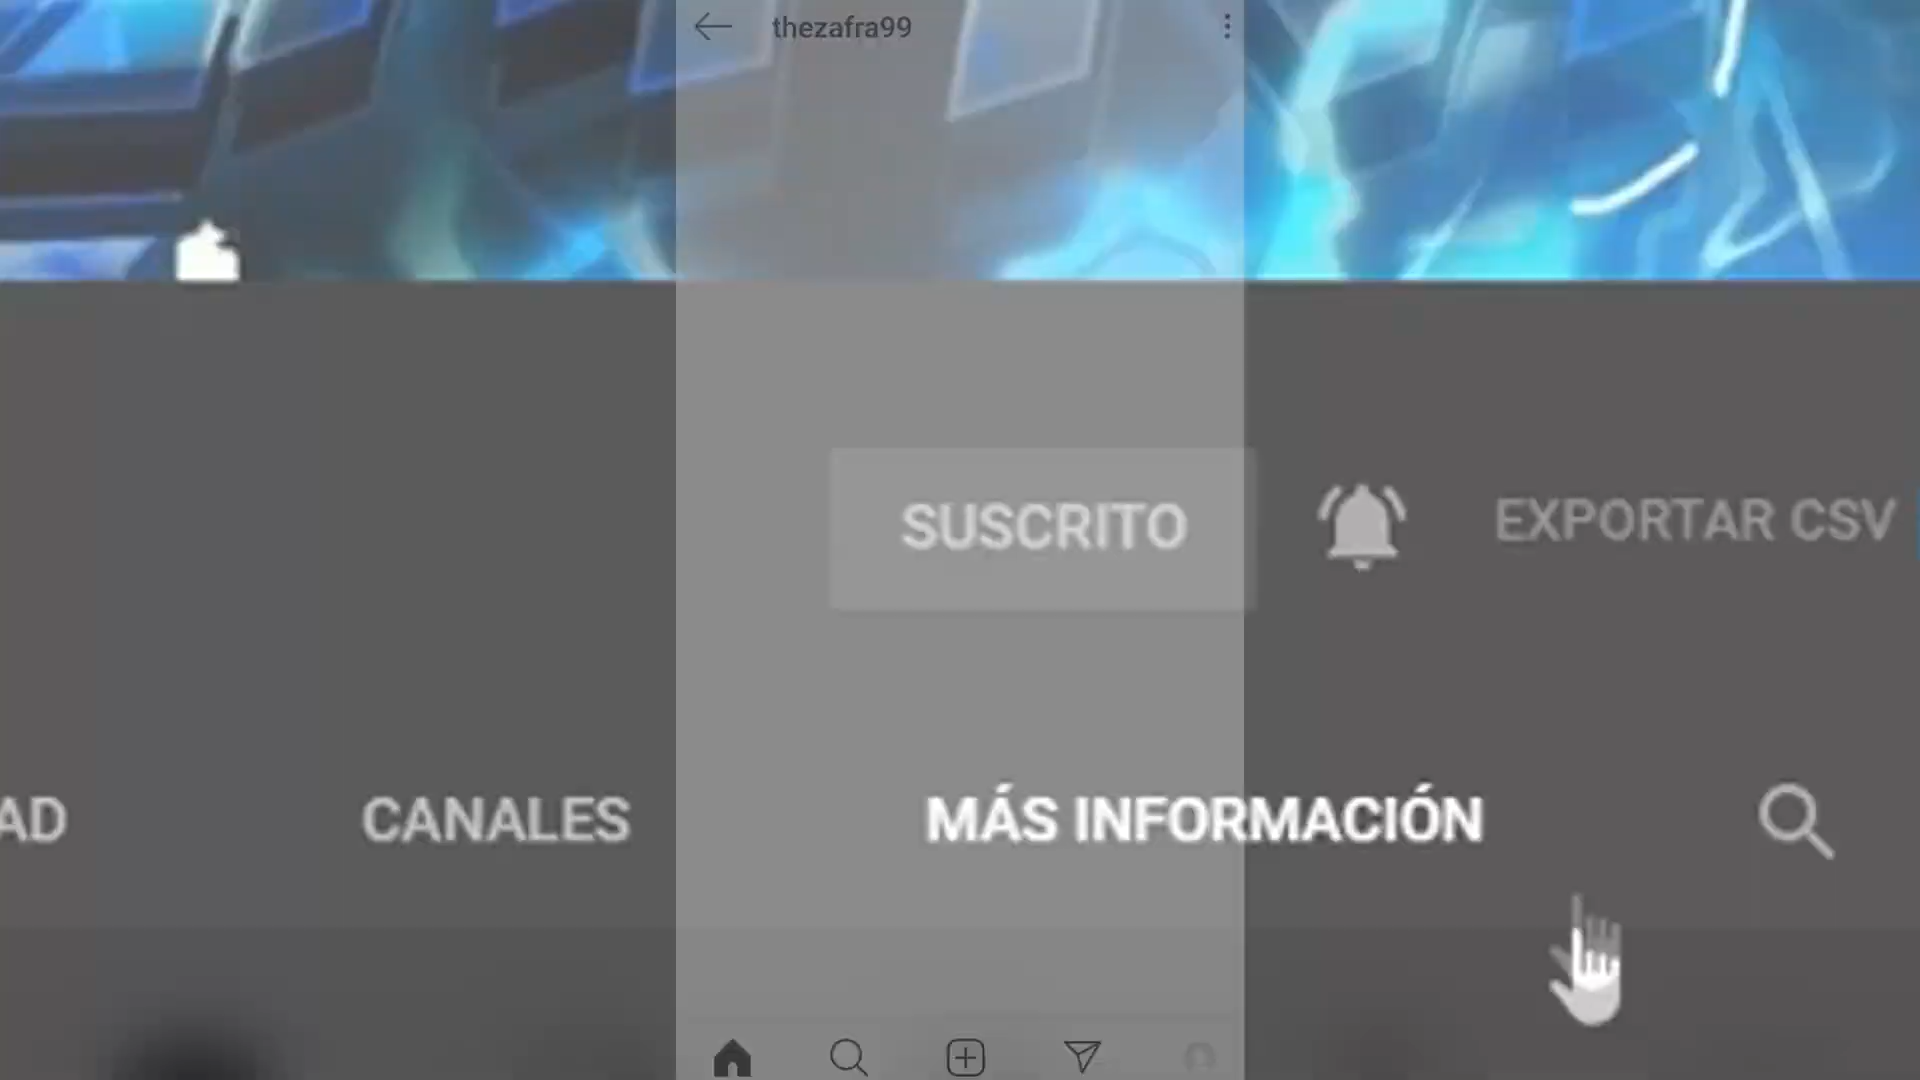 thezafra99
SUSCRITO
EXPORTAR CSV
AD
CANALES
MÁS INFORMACIÓN